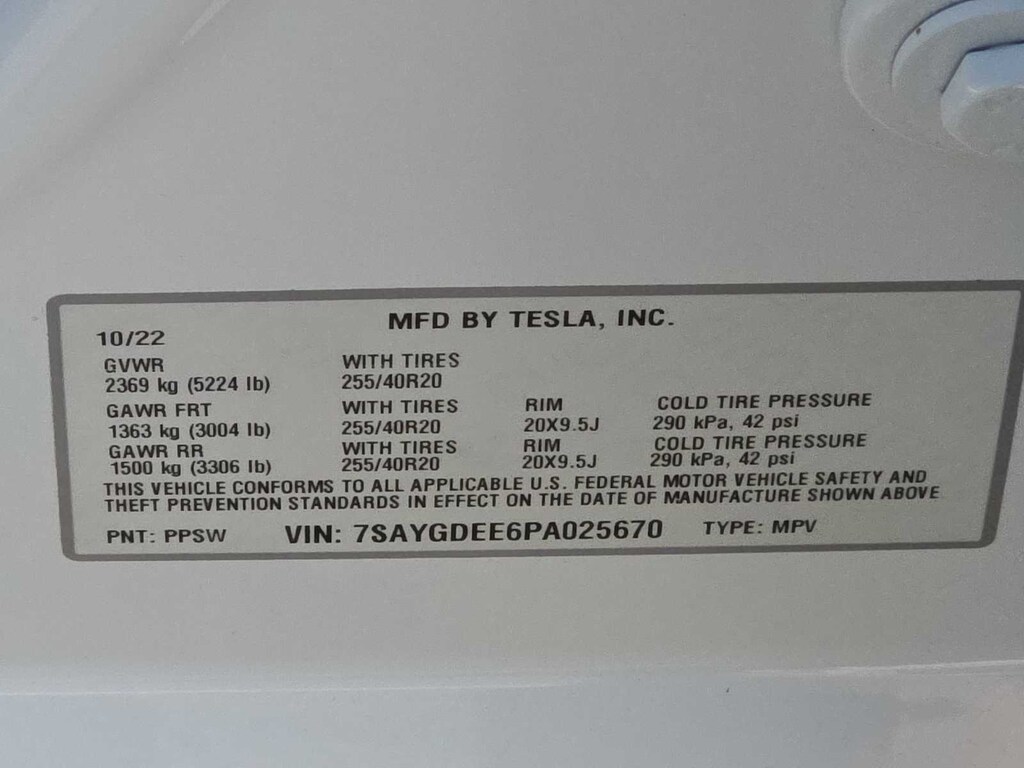 MFD BY TESLA, INC.
10/22
GVWR WITH TIRES
2369 kg (5224 lb) 255/40R20
GAWR FRT WITH TIRES RIM COLD TIRE PRESSURE
1363 kg (3004 lb) 255/40R20 20X9.5J 290 kPa, 42 psi
GAWR RR WITH TIRES RIM COLD TIRE PRESSURE
1500 kg (3306 lb) 255/40R20 20X9.5J 290 kPa, 42 psi
THIS VEHICLE CONFORMS TO ALL APPLICABLE U.S. FEDERAL MOTOR VEHICLE SAFETY AND
THEFT PREVENTION STANDARDS IN EFFECT ON THE DATE OF MANUFACTURE SHOWN ABOVE
PNT: PPSW VIN: 7SAYGDEE6PA025670 TYPE: MPV